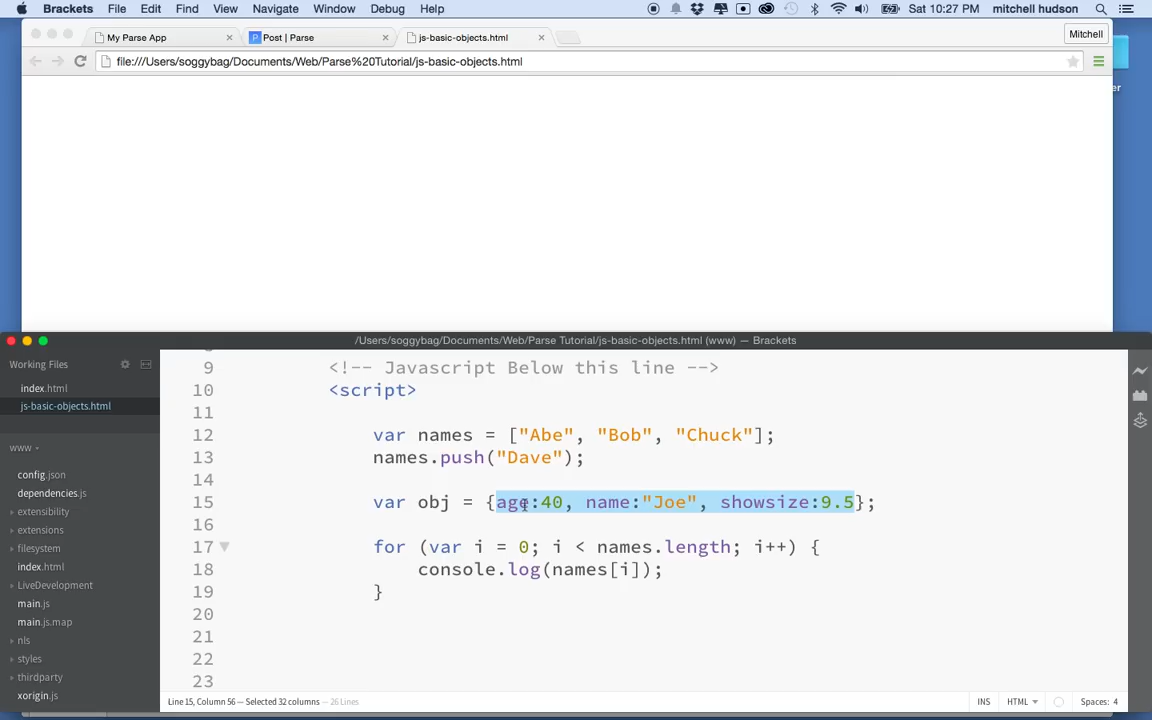 Brackets File Edit Find View Navigate Window Debug Help Sat 10:27 PM mitchell hudson
My Parse App Post | Parse js-basic-objects.html Mitchell
file:///Users/soggybag/Documents/Web/Parse%20Tutorial/js-basic-objects.html
er
/Users/soggybag/Documents/Web/Parse Tutorial/js-basic-objects.html (www) — Brackets
Working Files
index.html
js-basic-objects.html
www
config.json
dependencies.js
extensibility
extensions
filesystem
index.html
LiveDevelopment
main.js
main.js.map
nls
styles
thirdparty
xorigin.js
9 <!-- Javascript Below this line -->
10 <script>
11
12 var names = ["Abe", "Bob", "Chuck"];
13 names.push("Dave");
14
15 var obj = {age:40, name:"Joe", showsize:9.5};
16
17 for (var i = 0; i < names.length; i++) {
18 console.log(names[i]);
19 }
20
21
22
23
Line 15, Column 56 — Selected 32 columns — 26 Lines INS HTML Spaces: 4